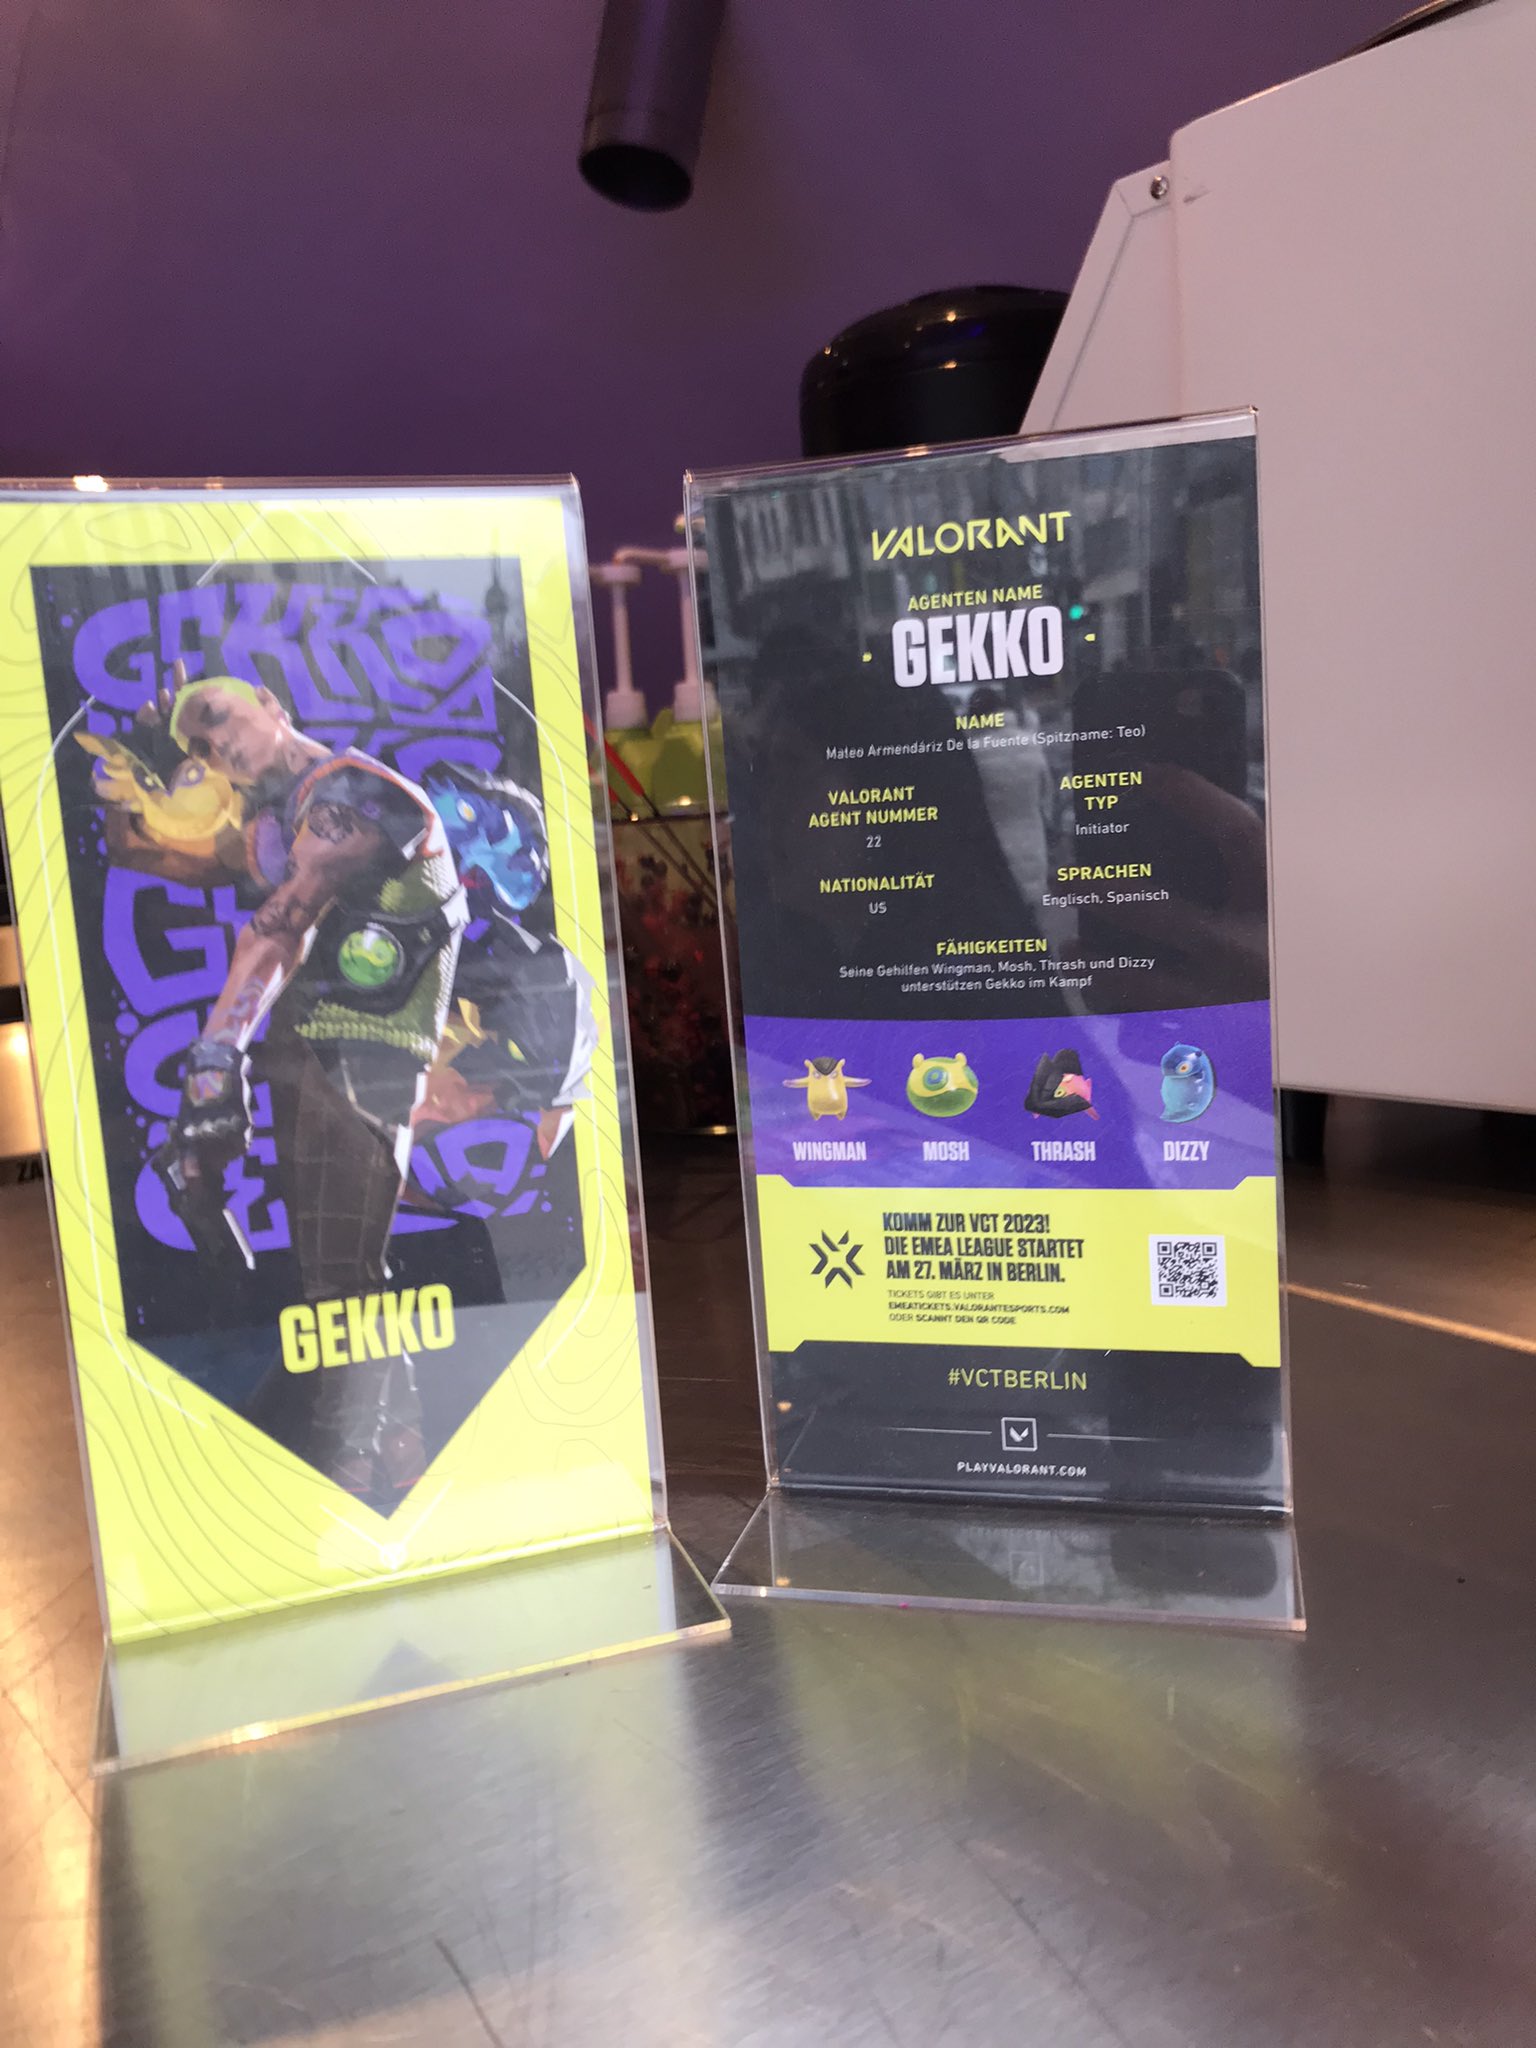 GEKKO
GEKKO
VALORANT
AGENTEN NAME
GEKKO
NAME
Mateo Armendáriz De la Fuente (Spitzname: Teo)
VALORANT
AGENT NUMMER
22
AGENTEN
TYP
Initiator
NATIONALITÄT
US
SPRACHEN
Englisch, Spanisch
FÄHIGKEITEN
Seine Gehilfen Wingman, Mosh, Thrash und Dizzy
unterstützen Gekko im Kampf
WINGMAN MOSH THRASH DIZZY
KOMM ZUR VCT 2023!
DIE EMEA LEAGUE STARTET
AM 27. MÄRZ IN BERLIN.
TICKETS GIBT ES UNTER
EMEATICKETS.VALORANTESPORTS.COM
ODER SCANNT DEN QR CODE
#VCTBERLIN
PLAYVALORANT.COM